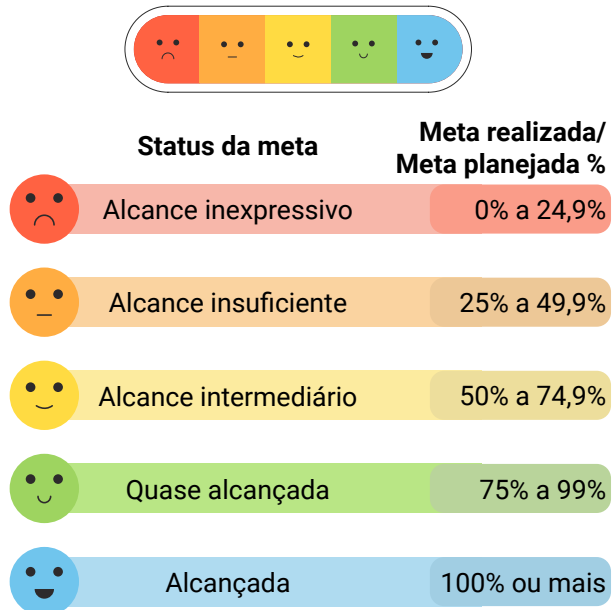 Status da meta
Meta realizada/
Meta planejada %
Alcance inexpressivo 0% a 24,9%
Alcance insuficiente 25% a 49,9%
Alcance intermediário 50% a 74,9%
Quase alcançada 75% a 99%
Alcançada 100% ou mais